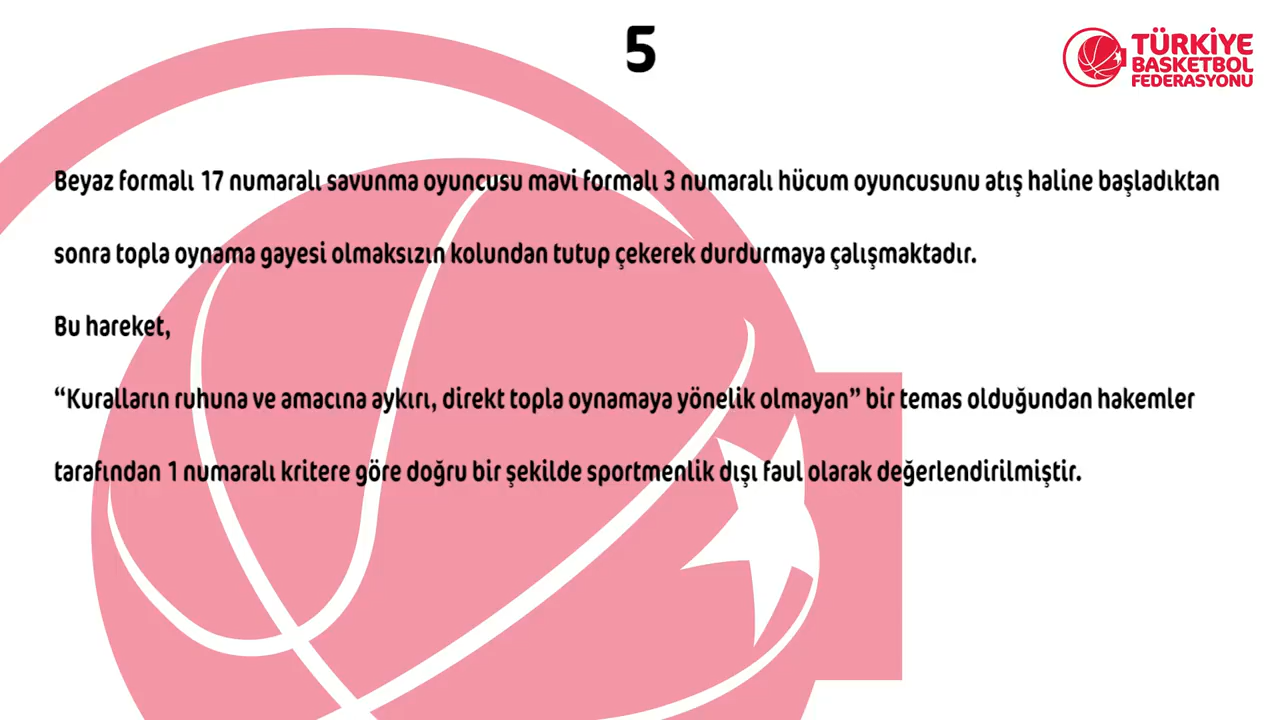 5
TÜRKİYE
BASKETBOL
FEDERASYONU
Beyaz formalı 17 numaralı savunma oyuncusu mavi formalı 3 numaralı hücum oyuncusunu atış haline başladıktan
sonra topla oynama gayesi olmaksızın kolundan tutup çekerek durdurmaya çalışmaktadır.
Bu hareket,
“Kuralların ruhuna ve amacına aykırı, direkt topla oynamaya yönelik olmayan” bir temas olduğundan hakemler
tarafından 1 numaralı kritere göre doğru bir şekilde sportmenlik dışı faul olarak değerlendirilmiştir.